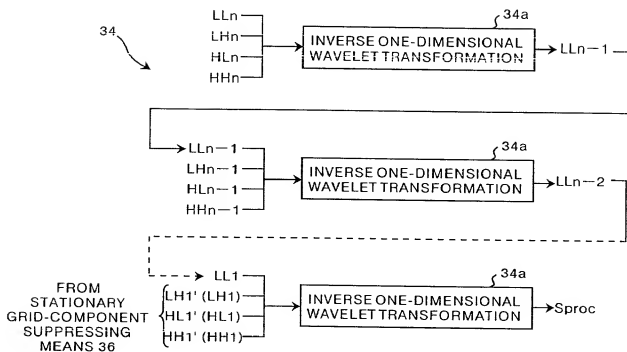 34
LLn
LHn
HLn
HHn
34a
INVERSE ONE-DIMENSIONAL
WAVELET TRANSFORMATION
LLn-1
LLn-1
LHn-1
HLn-1
HHn-1
34a
INVERSE ONE-DIMENSIONAL
WAVELET TRANSFORMATION
LLn-2
FROM
STATIONARY
GRID-COMPONENT
SUPPRESSING
MEANS 36
LL1
LH1' (LH1)
HL1' (HL1)
HH1' (HH1)
34a
INVERSE ONE-DIMENSIONAL
WAVELET TRANSFORMATION
Sproc